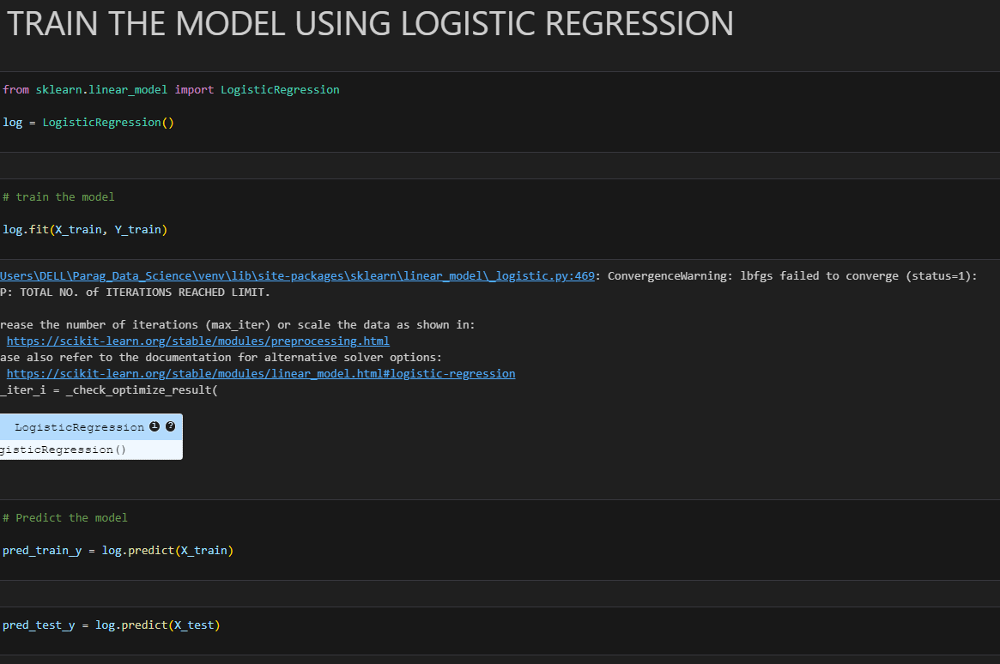 TRAIN THE MODEL USING LOGISTIC REGRESSION
from sklearn.linear_model import LogisticRegression
log = LogisticRegression()
# train the model
log.fit(X_train, Y_train)
Users\DELL\Parag_Data_Science\venv\lib\site-packages\sklearn\linear_model\_logistic.py:469: ConvergenceWarning: lbfgs failed to converge (status=1):
P: TOTAL NO. of ITERATIONS REACHED LIMIT.
rease the number of iterations (max_iter) or scale the data as shown in:
https://scikit-learn.org/stable/modules/preprocessing.html
ase also refer to the documentation for alternative solver options:
https://scikit-learn.org/stable/modules/linear_model.html#logistic-regression
_iter_i = _check_optimize_result(
LogisticRegression i ?
gisticRegression()
# Predict the model
pred_train_y = log.predict(X_train)
pred_test_y = log.predict(X_test)